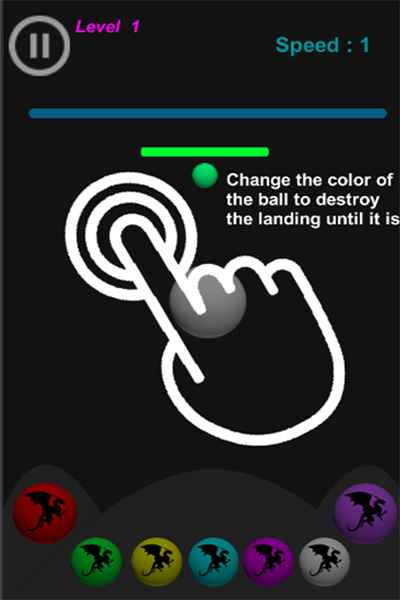 Level 1
Speed : 1
Change the color of
the ball to destroy
the landing until it is